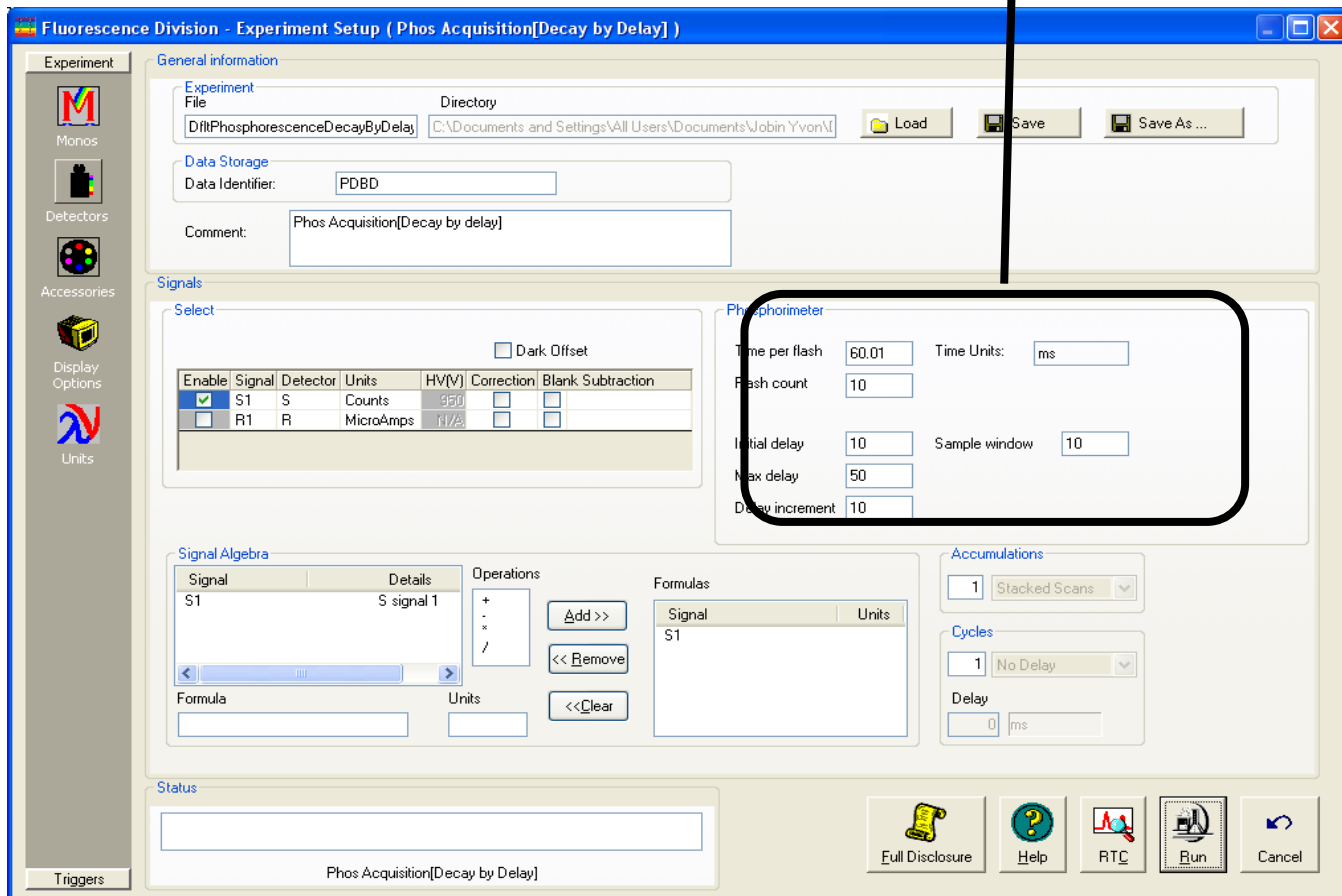 Fluorescence Division - Experiment Setup ( Phos Acquisition[Decay by Delay] )
Experiment
Monos
Detectors
Accessories
Display
Options
Units
Triggers
General information
Experiment
File Directory
DfltPhosphorescenceDecayByDelay C:\Documents and Settings\All Users\Documents\Jobin Yvon\ Load Save Save As ...
Data Storage
Data Identifier: PDBD
Comment: Phos Acquisition[Decay by delay]
Signals
Select
Dark Offset
Enable Signal Detector Units HV(V) Correction Blank Subtraction
S1 S Counts 950
R1 R MicroAmps N/A
Phosphorimeter
Time per flash 60.01 Time Units: ms
Flash count 10
Initial delay 10 Sample window 10
Max delay 50
Delay increment 10
Signal Algebra
Signal Details
S1 S signal 1
Operations
+
-
*
/
Add >>
<< Remove
<<Clear
Formula Units
Formulas
Signal Units
S1
Accumulations
1 Stacked Scans
Cycles
1 No Delay
Delay
0 ms
Status
Phos Acquisition[Decay by Delay]
Full Disclosure Help RTC Run Cancel